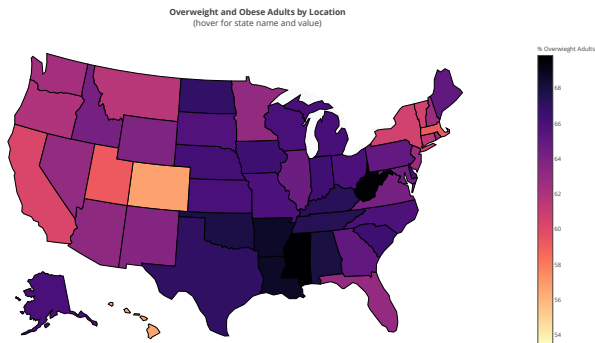 Overweight and Obese Adults by Location
(hover for state name and value)
% Overwieght Adults
68
66
64
62
60
58
56
54